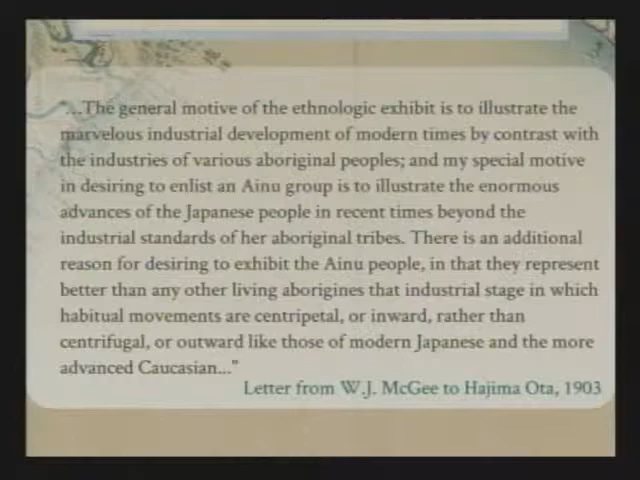 "...The general motive of the ethnologic exhibit is to illustrate the
marvelous industrial development of modern times by contrast with
the industries of various aboriginal peoples; and my special motive
in desiring to enlist an Ainu group is to illustrate the enormous
advances of the Japanese people in recent times beyond the
industrial standards of her aboriginal tribes. There is an additional
reason for desiring to exhibit the Ainu people, in that they represent
better than any other living aborigines that industrial stage in which
habitual movements are centripetal, or inward, rather than
centrifugal, or outward like those of modern Japanese and the more
advanced Caucasian..."
Letter from W.J. McGee to Hajima Ota, 1903